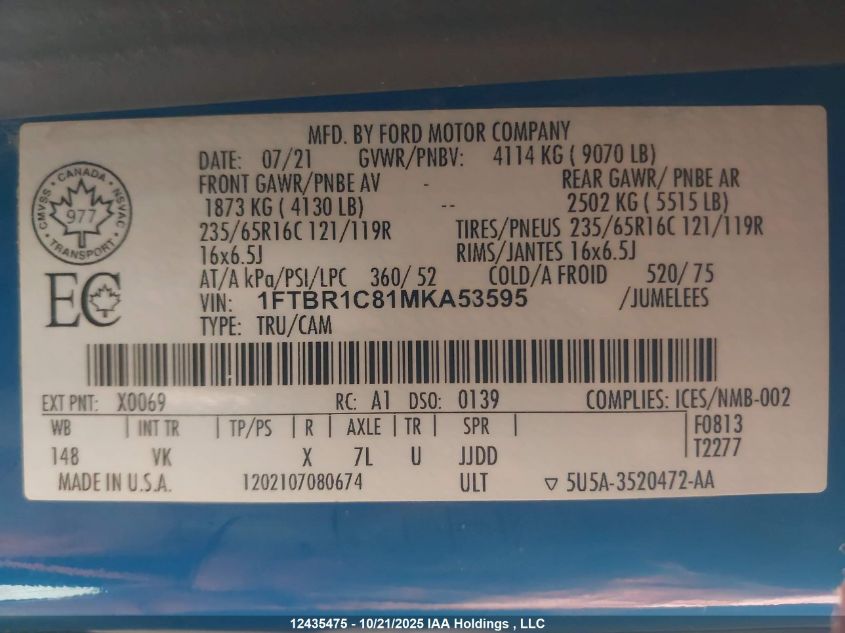 MFD. BY FORD MOTOR COMPANY
DATE: 07/21 GVWR/PNBV: 4114 KG ( 9070 LB)
FRONT GAWR/PNBE AV - REAR GAWR/ PNBE AR
1873 KG ( 4130 LB) -- 2502 KG ( 5515 LB)
235/65R16C 121/119R TIRES/PNEUS 235/65R16C 121/119R
16x6.5J RIMS/JANTES 16x6.5J
AT/A kPa/PSI/LPC 360/ 52 COLD/A FROID 520/ 75
VIN: 1FTBR1C81MKA53595 /JUMELEES
TYPE: TRU/CAM
CANADA
CMVSS NSVAC
977
TRANSPORT
EC
EXT PNT: X0069 RC: A1 DSO: 0139 COMPLIES: ICES/NMB-002
WB | INT TR | TP/PS | R | AXLE | TR | SPR | F0813
148 VK X 7L U JJDD T2277
MADE IN U.S.A. 1202107080674 ULT ▽ 5U5A-3520472-AA
12435475 - 10/21/2025 IAA Holdings , LLC